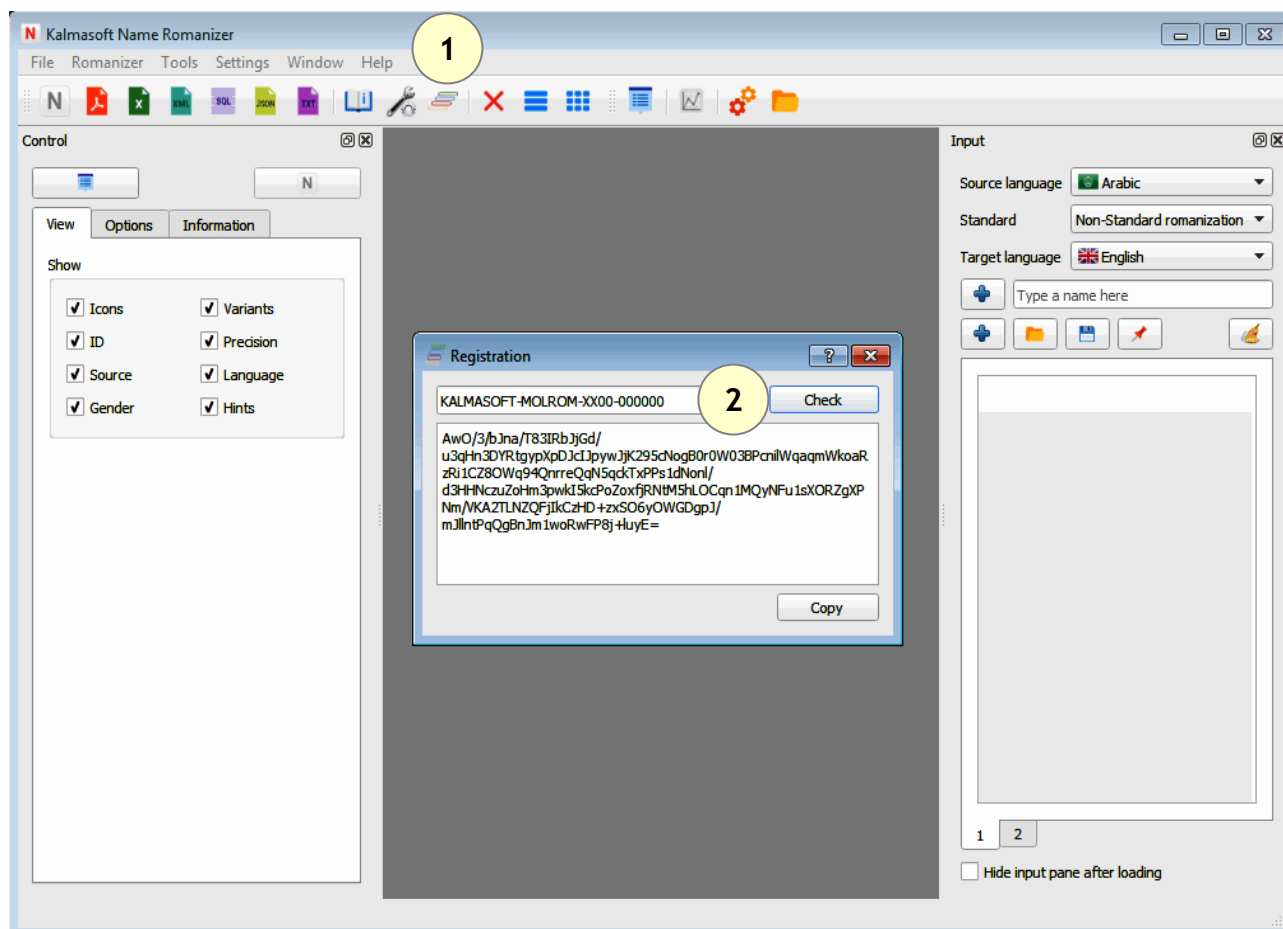 N Kalmasoft Name Romanizer
1
File Romanizer Tools Settings Window Help
N X XML SQL JSON TXT
Control
Input
N
Source language Arabic
View Options Information
Standard Non-Standard romanization
Show
Target language English
Icons Variants
Type a name here
ID Precision
Source Language
Gender Hints
Registration
?
KALMASOFT-MOLROM-XX00-000000
2
Check
AwO/3/bJna/T83IRbJjGd/
u3qHn3DYRtgypXpDJcIJpywJjK295cNogB0r0W03BPcnilWqaqmWkoaR
zRi1CZ8OWq94QnrreQqN5qckTxPPs1dNonl/
d3HHNczuZoHm3pwkI5kcPoZoxfjRNtM5hLOCqn1MQyNFu1sXORZgXP
Nm/VKA2TLNZQFjIkCzHD+zxSO6yOWGDgpJ/
mJllntPqQgBnJm1woRwFP8j+luyE=
Copy
1 2
Hide input pane after loading